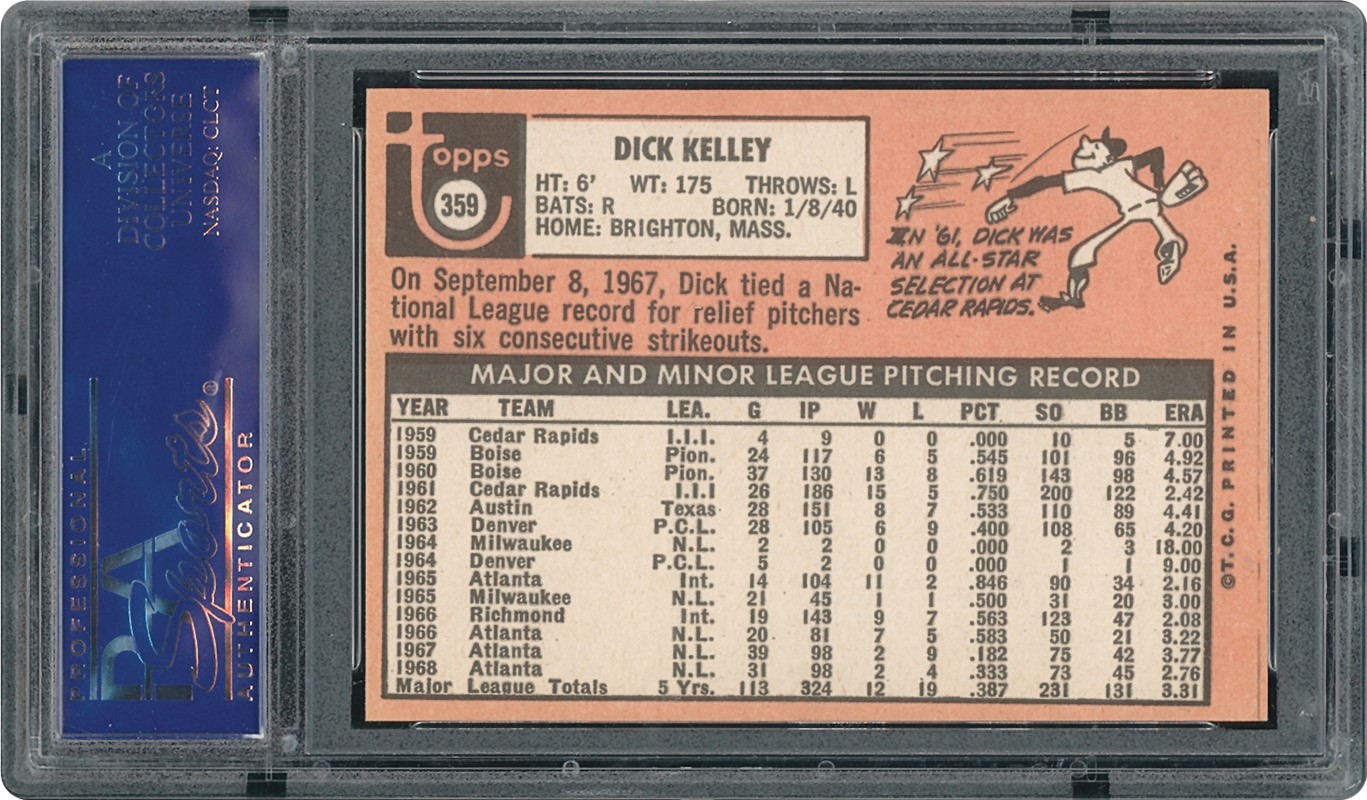 A
DIVISION OF
COLLECTORS
UNIVERSE
NASDAQ: CLCT
PROFESSIONAL
PSA
Sports®
AUTHENTICATOR
topps
359
DICK KELLEY
HT: 6' WT: 175 THROWS: L
BATS: R BORN: 1/8/40
HOME: BRIGHTON, MASS.
On September 8, 1967, Dick tied a Na-
tional League record for relief pitchers
with six consecutive strikeouts.
IN '61, DICK WAS
AN ALL-STAR
SELECTION AT
CEDAR RAPIDS.
MAJOR AND MINOR LEAGUE PITCHING RECORD
YEAR TEAM LEA. G IP W L PCT SO BB ERA
1959 Cedar Rapids I.I.I. 4 9 0 0 .000 10 5 7.00
1959 Boise Pion. 24 117 6 5 .545 101 96 4.92
1960 Boise Pion. 37 130 13 8 .619 143 98 4.57
1961 Cedar Rapids I.I.I 26 186 15 5 .750 200 122 2.42
1962 Austin Texas 28 151 8 7 .533 110 89 4.41
1963 Denver P.C.L. 28 105 6 9 .400 108 65 4.20
1964 Milwaukee N.L. 2 2 0 0 .000 2 3 18.00
1964 Denver P.C.L. 5 2 0 0 .000 1 1 9.00
1965 Atlanta Int. 14 104 11 2 .846 90 34 2.16
1965 Milwaukee N.L. 21 45 1 1 .500 31 20 3.00
1966 Richmond Int. 19 143 9 7 .563 123 47 2.08
1966 Atlanta N.L. 20 81 7 5 .583 50 21 3.22
1967 Atlanta N.L. 39 98 2 9 .182 75 42 3.77
1968 Atlanta N.L. 31 98 2 4 .333 73 45 2.76
Major League Totals 5 Yrs. 113 324 12 19 .387 231 131 3.31
©T. C. G. PRINTED IN U.S.A.